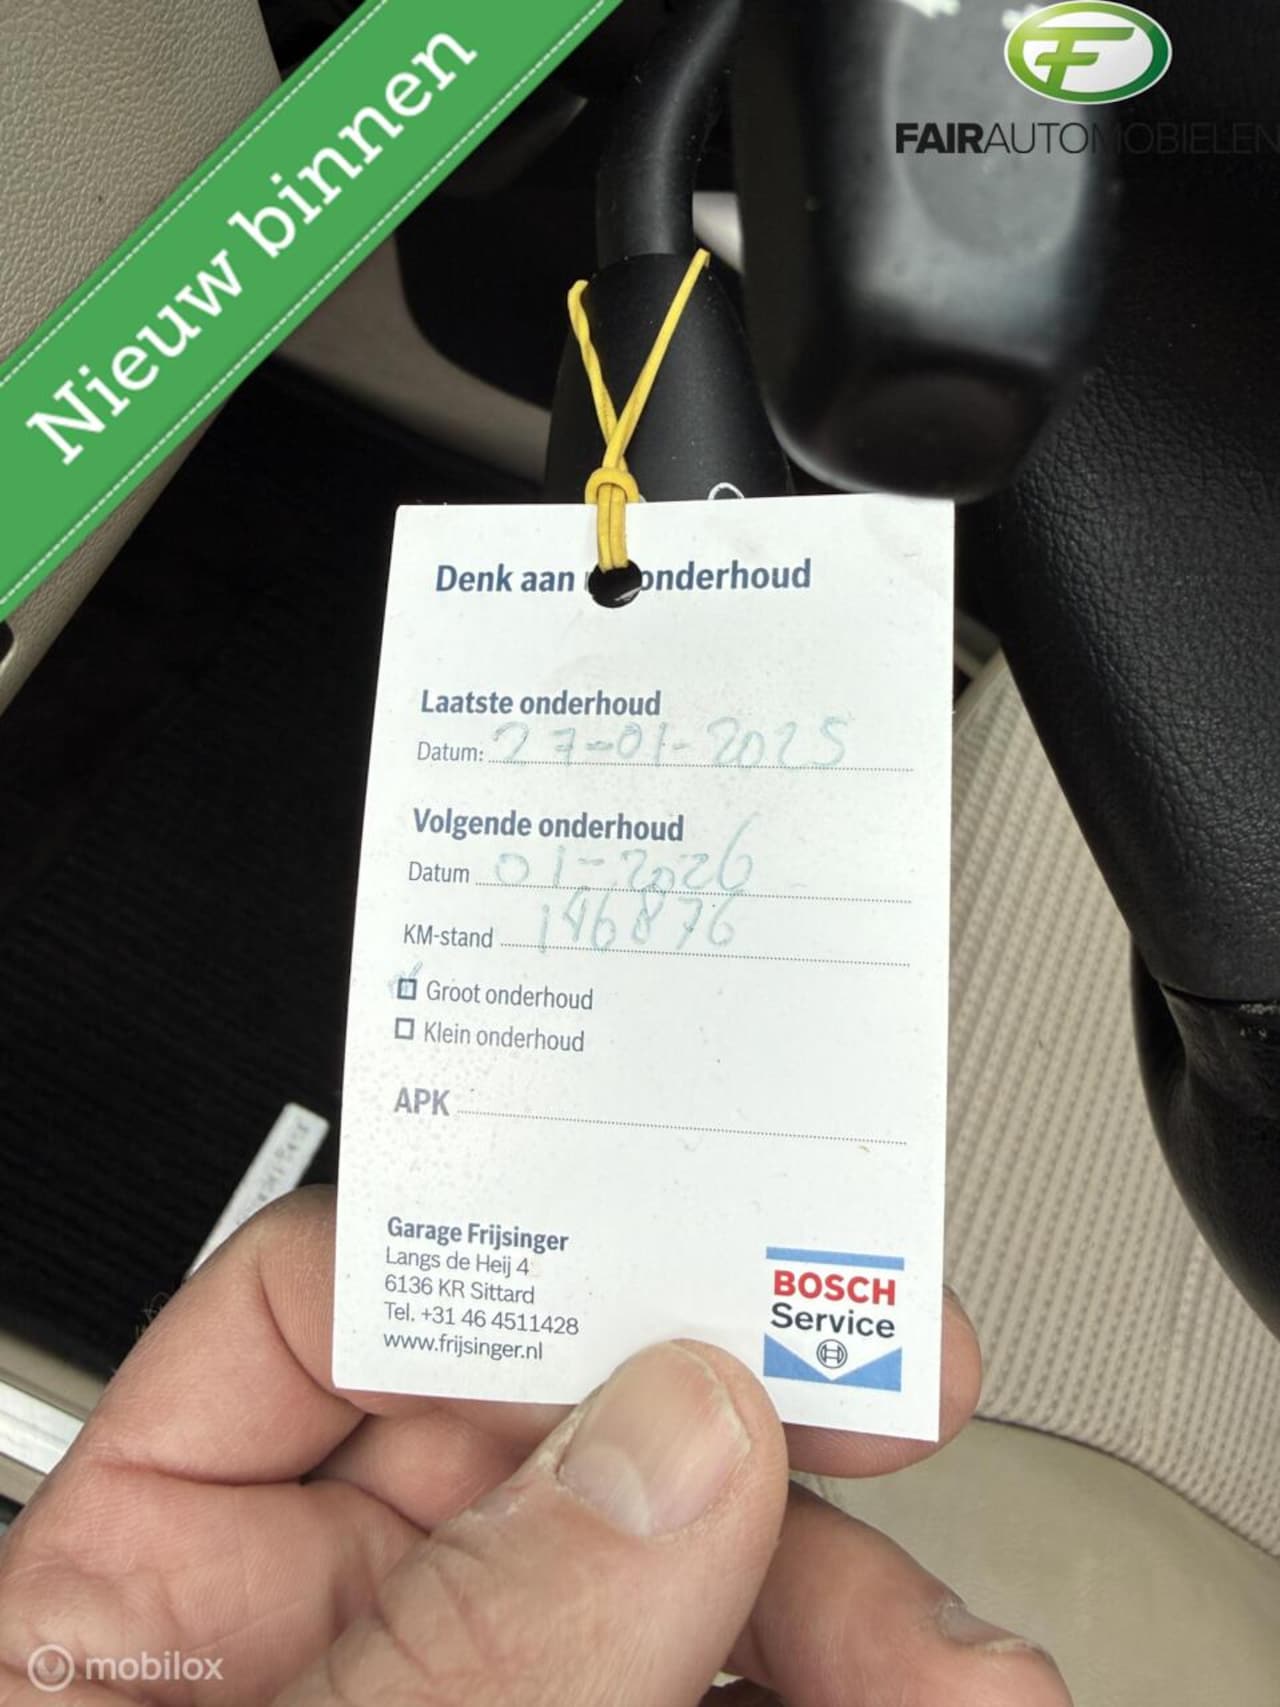 Nieuw binnen
FAIRAUTOMOBIELEN
Denk aan onderhoud
Laatste onderhoud
Datum: 27-01-2025
Volgende onderhoud
Datum 01-2026
KM-stand 146876
Groot onderhoud
Klein onderhoud
APK
Garage Frijsinger
Langs de Heij 4
6136 KR Sittard
Tel. +31 46 4511428
www.frijsinger.nl
BOSCH
Service
mobilox